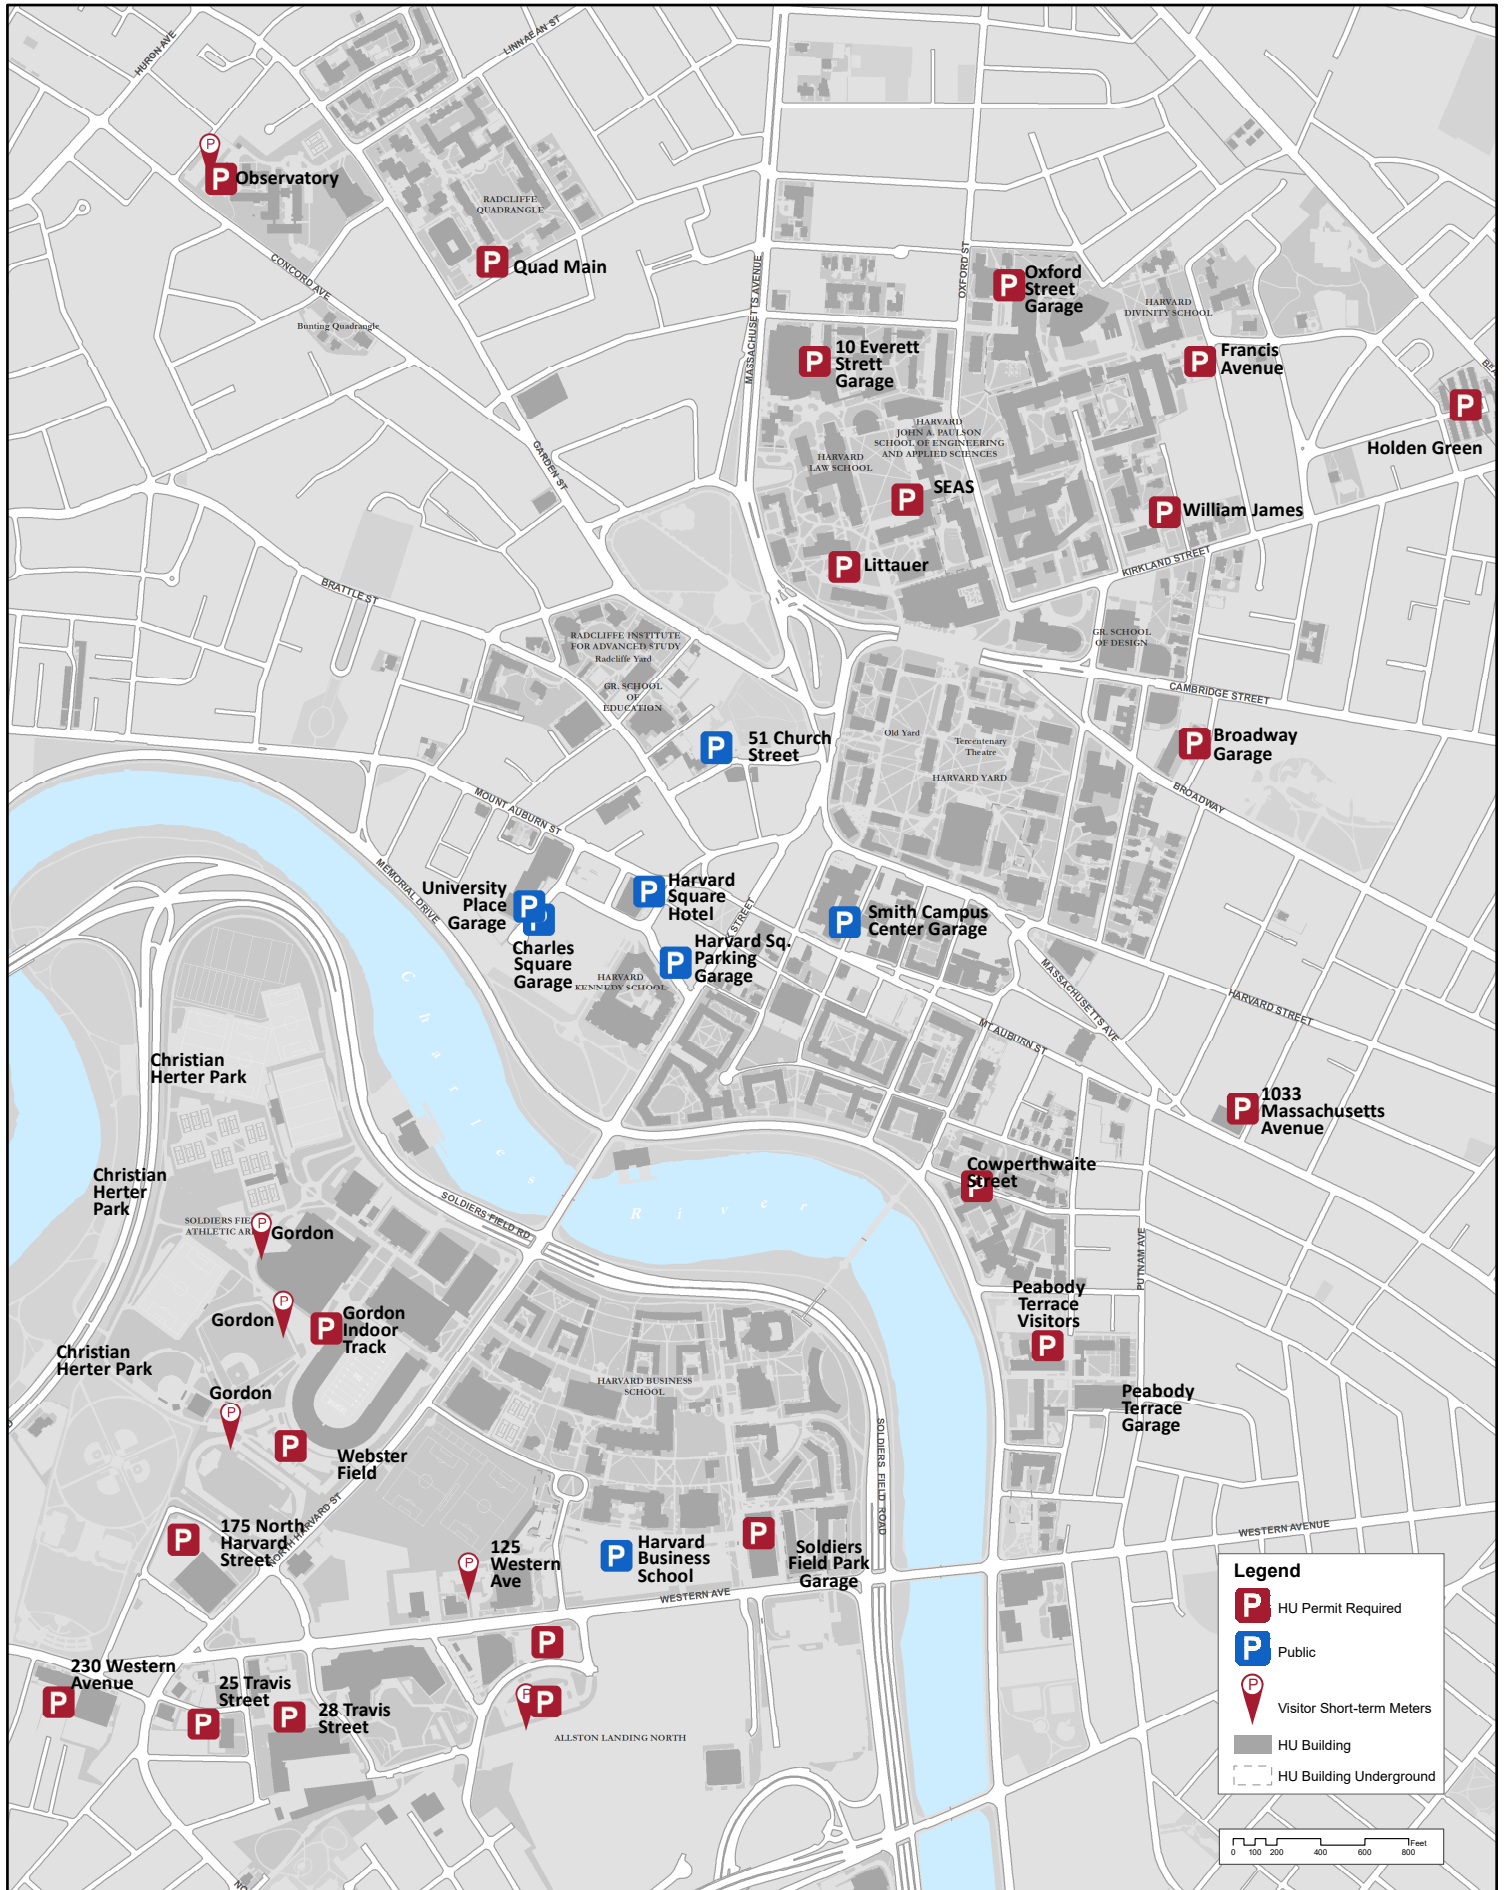 HURON AVE
LINNAEAN ST
P
P Observatory
RADCLIFFE
QUADRANGLE
P Quad Main
CONCORD AVE
Bunting Quadrangle
MASSACHUSETTS AVENUE
OXFORD ST
P Oxford
Street
Garage
HARVARD
DIVINITY SCHOOL
P 10 Everett
Strett
Garage
P Francis
Avenue
P
Holden Green
HARVARD
JOHN A. PAULSON
SCHOOL OF ENGINEERING
AND APPLIED SCIENCES
HARVARD
LAW SCHOOL
GARDEN ST
P SEAS
P William James
P Littauer
KIRKLAND STREET
BRATTLE ST
RADCLIFFE INSTITUTE
FOR ADVANCED STUDY
Radcliffe Yard
GR. SCHOOL
OF
EDUCATION
GR. SCHOOL
OF DESIGN
CAMBRIDGE STREET
P 51 Church
Street
Old Yard
Tercentenary
Theatre
HARVARD YARD
P Broadway
Garage
BROADWAY
MOUNT AUBURN ST
MEMORIAL DRIVE
University
Place
Garage
P
Charles
Square
Garage
P Harvard
Square
Hotel
STREET
P Harvard Sq.
Parking
Garage
P Smith Campus
Center Garage
HARVARD
KENNEDY SCHOOL
MASSACHUSETTS AVE
HARVARD STREET
MT AUBURN ST
Charles
River
Christian
Herter Park
P 1033
Massachusetts
Avenue
Christian
Herter
Park
P Cowperthwaite
Street
SOLDIERS FIELD RD
SOLDIERS FIE
ATHLETIC AR
P Gordon
PUTNAM AVE
P Gordon
P Gordon
Indoor
Track
Peabody
Terrace
Visitors
P
Christian
Herter Park
HARVARD BUSINESS
SCHOOL
Gordon
P
Peabody
Terrace
Garage
P Webster
Field
SOLDIERS FIELD ROAD
NORTH HARVARD ST
P 175 North
Harvard
Street
P 125
Western
Ave
P Harvard
Business
School
P Soldiers
Field Park
Garage
WESTERN AVE
WESTERN AVENUE
P
P 230 Western
Avenue
P 25 Travis
Street
P 28 Travis
Street
P P
ALLSTON LANDING NORTH
Legend
P HU Permit Required
P Public
P Visitor Short-term Meters
HU Building
HU Building Underground
Feet
0 100 200 400 600 800